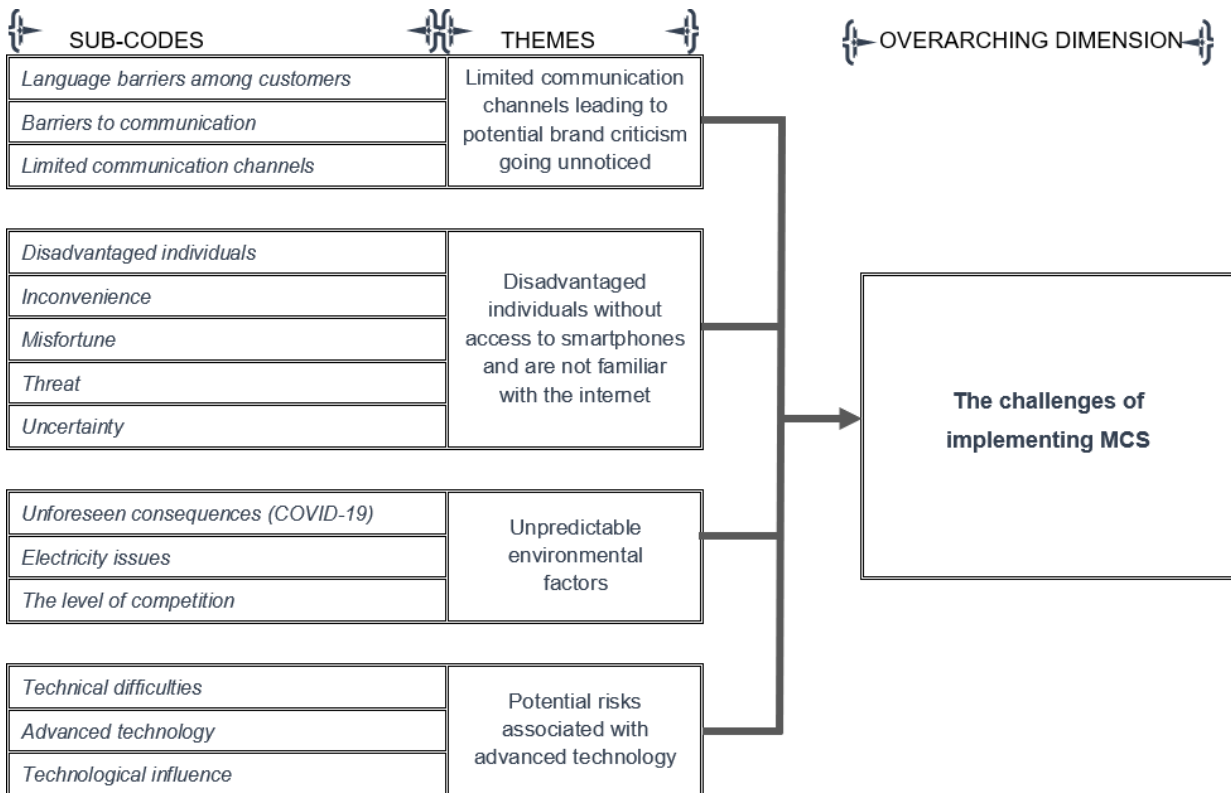 SUB-CODES
THEMES
OVERARCHING DIMENSION
Language barriers among customers
Barriers to communication
Limited communication channels
Limited communication
channels leading to
potential brand criticism
going unnoticed
Disadvantaged individuals
Inconvenience
Misfortune
Threat
Uncertainty
Disadvantaged
individuals without
access to smartphones
and are not familiar
with the internet
Unforeseen consequences (COVID-19)
Electricity issues
The level of competition
Unpredictable
environmental
factors
Technical difficulties
Advanced technology
Technological influence
Potential risks
associated with
advanced technology
The challenges of
implementing MCS